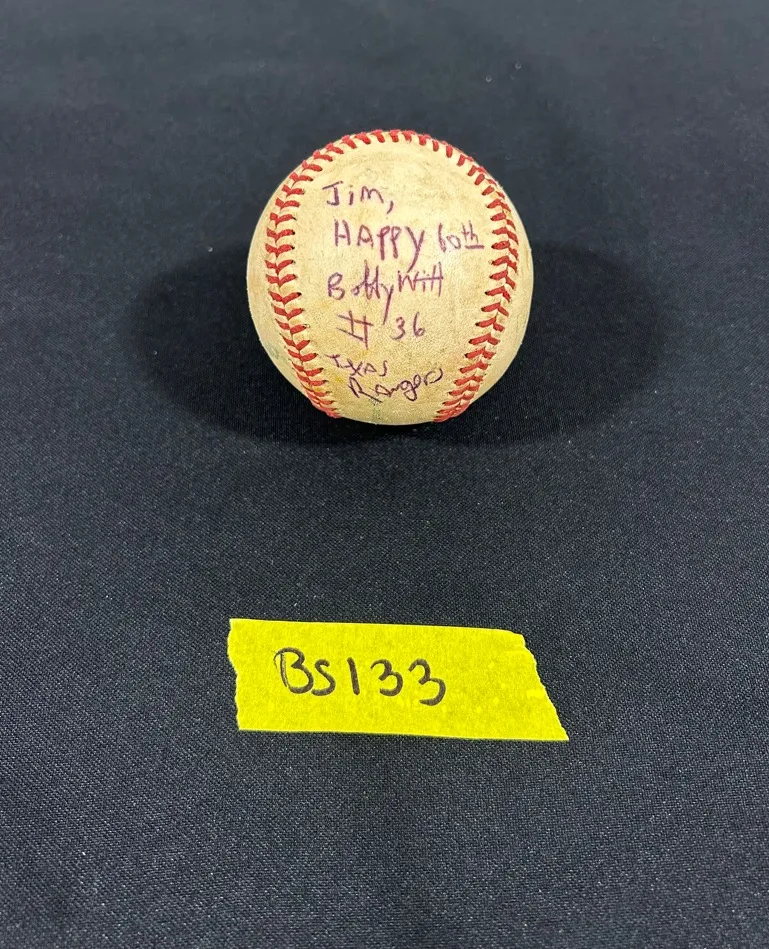 Jim,
HAPPY 60th
Bobby Witt
# 36
Texas
Rangers
BS133